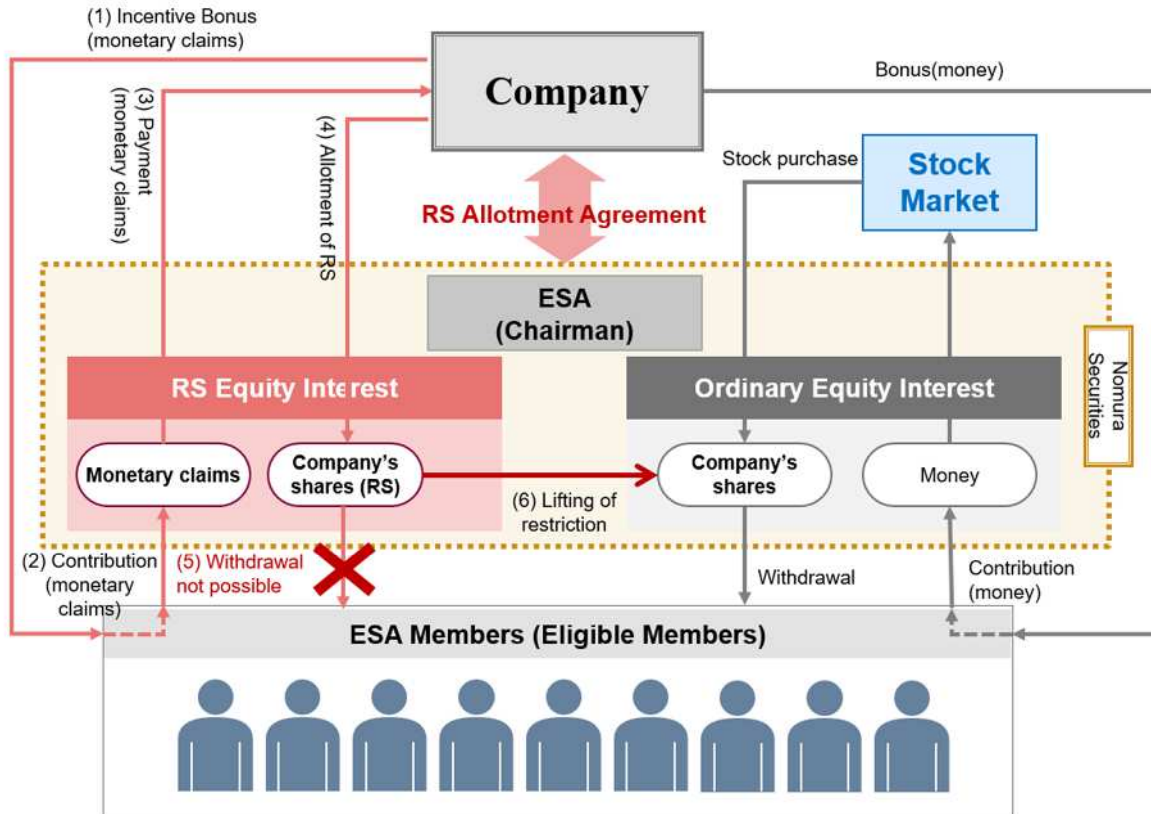 (1) Incentive Bonus
(monetary claims)
Company
Bonus(money)
(3) Payment
(monetary claims)
(4) Allotment of RS
Stock purchase
Stock
Market
RS Allotment Agreement
ESA
(Chairman)
Nomura
Securities
RS Equity Interest
Ordinary Equity Interest
Monetary claims
Company's
shares (RS)
Company's
shares
Money
(6) Lifting of
restriction
(2) Contribution
(monetary
claims)
(5) Withdrawal
not possible
Withdrawal
Contribution
(money)
ESA Members (Eligible Members)